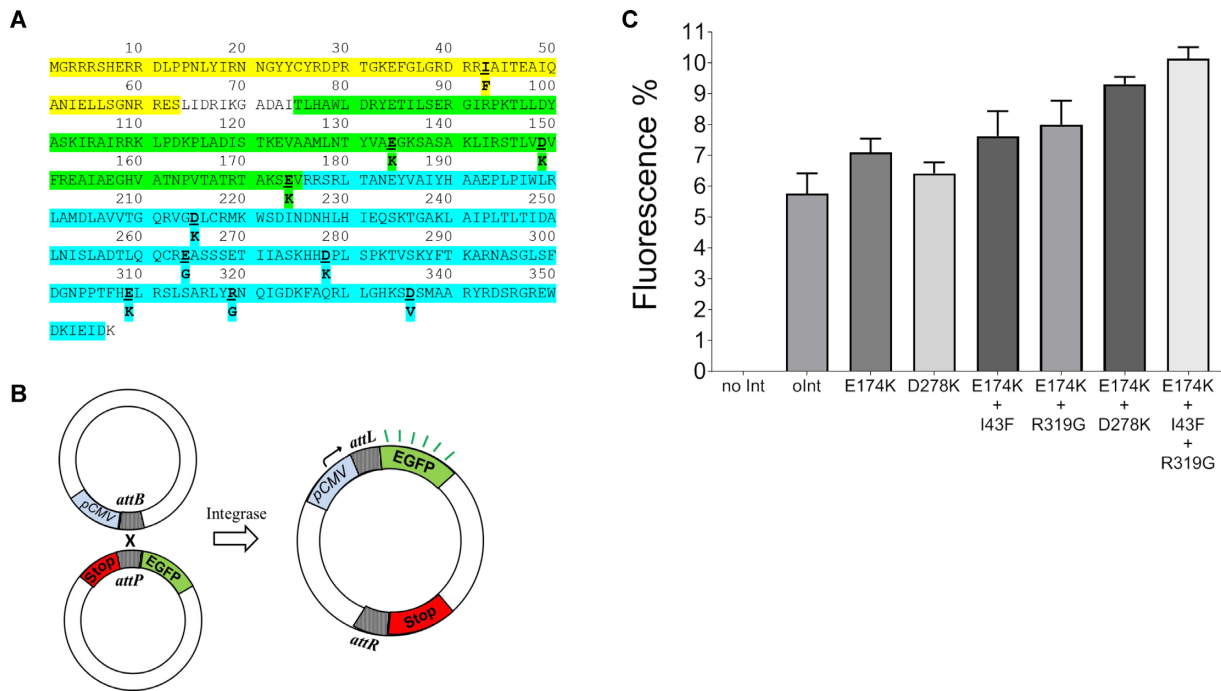 A
10 20 30 40 50
MGRRRSHERR DLPPNLYIRN NGYYCYRDPR TGKEFGLGRD RRIAITEAIQ
60 70 80 90 F 100
ANIELLSGNR RESLIDRIKG ADAITLHAWL DRYETILSER GIRPKTLLDY
110 120 130 140 150
ASKIRAIRRK LPDKPLADIS TKEVAAMLNT YVAEGKSASA KLIRSTLVDV
160 170 180 K 190 K
FREAIAEGHV ATNPVTATRT AKSEVRRSRL TANEYVAIYH AAEPLPIWLR
210 220 K 230 240 250
LAMDLAVVTG QRVGDLCRMK WSDINDNHLH IEQSKTGAKL AIPLTLTIDA
260 K 270 280 290 300
LNISLADTLQ QCREASSSET IIASKHHDPL SPKTVSKYFT KARNASGLSF
310 G 320 K 340 350
DGNPPTFHEL RSLSARLYRN QIGDKFAQRL LGHKSDSMAA RYRDSRGREW
K G V
DKIEIDK
B
attB
pCMV
X
Stop
attP
EGFP
Integrase
attL
pCMV
EGFP
attR
Stop
C
Fluorescence %
11
10
9
8
7
6
5
4
3
2
1
0
no Int
oInt
E174K
D278K
E174K
+
I43F
E174K
+
R319G
E174K
+
D278K
E174K
+
I43F
+
R319G